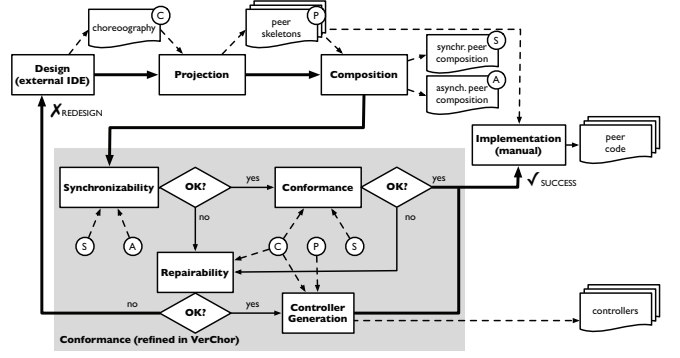 choreoography
C
peer
skeletons
P
Design
(external IDE)
Projection
Composition
synchr. peer
composition
S
asynch. peer
composition
A
✗REDESIGN
Implementation
(manual)
peer
code
Synchronizability
OK?
yes
Conformance
OK?
yes
✓SUCCESS
no
no
S
A
C
P
S
Repairability
no
OK?
yes
Controller
Generation
controllers
Conformance (refined in VerChor)